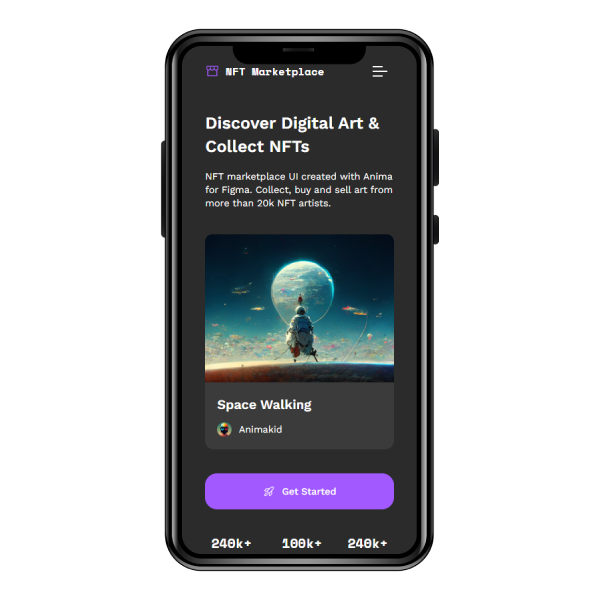 NFT Marketplace
Discover Digital Art &
Collect NFTs
NFT marketplace UI created with Anima
for Figma. Collect, buy and sell art from
more than 20k NFT artists.
Space Walking
Animakid
Get Started
240k+ 100k+ 240k+